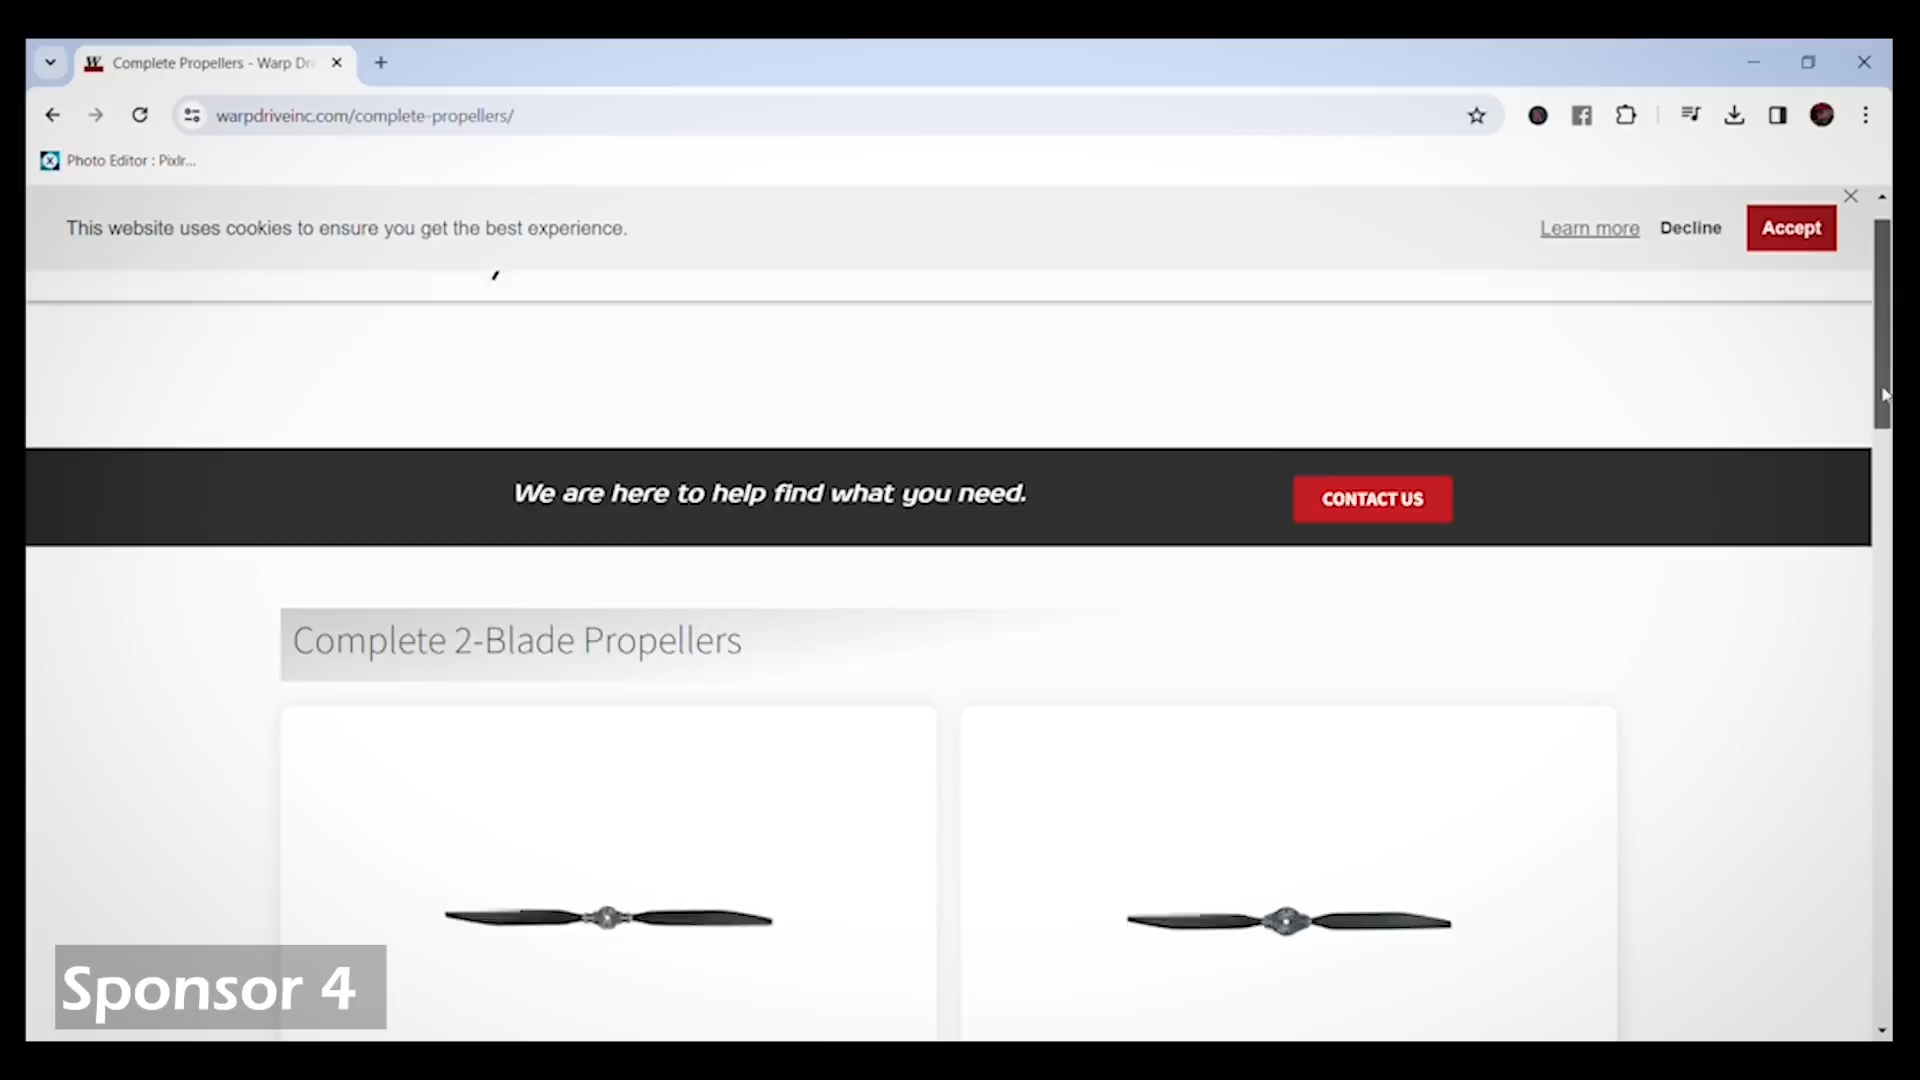 W Complete Propellers - Warp Dr
warpdriveinc.com/complete-propellers/
Photo Editor : Pixlr...
This website uses cookies to ensure you get the best experience.
Learn more Decline Accept
We are here to help find what you need.
CONTACT US
Complete 2-Blade Propellers
Sponsor 4